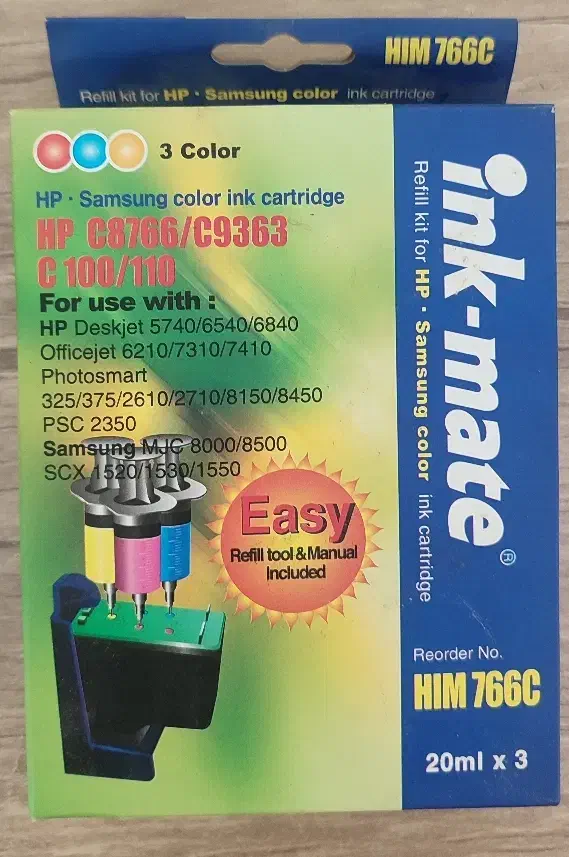 HIM 766C
Refill kit for HP · Samsung color ink cartridge
3 Color
HP · Samsung color ink cartridge
HP C8766/C9363
C 100/110
For use with :
HP Deskjet 5740/6540/6840
Officejet 6210/7310/7410
Photosmart
325/375/2610/2710/8150/8450
PSC 2350
Samsung MJC 8000/8500
SCX 1520/1530/1550
Easy
Refill tool & Manual
Included
ink-mate®
Refill kit for HP · Samsung color ink cartridge
Reorder No.
HIM 766C
20ml x 3